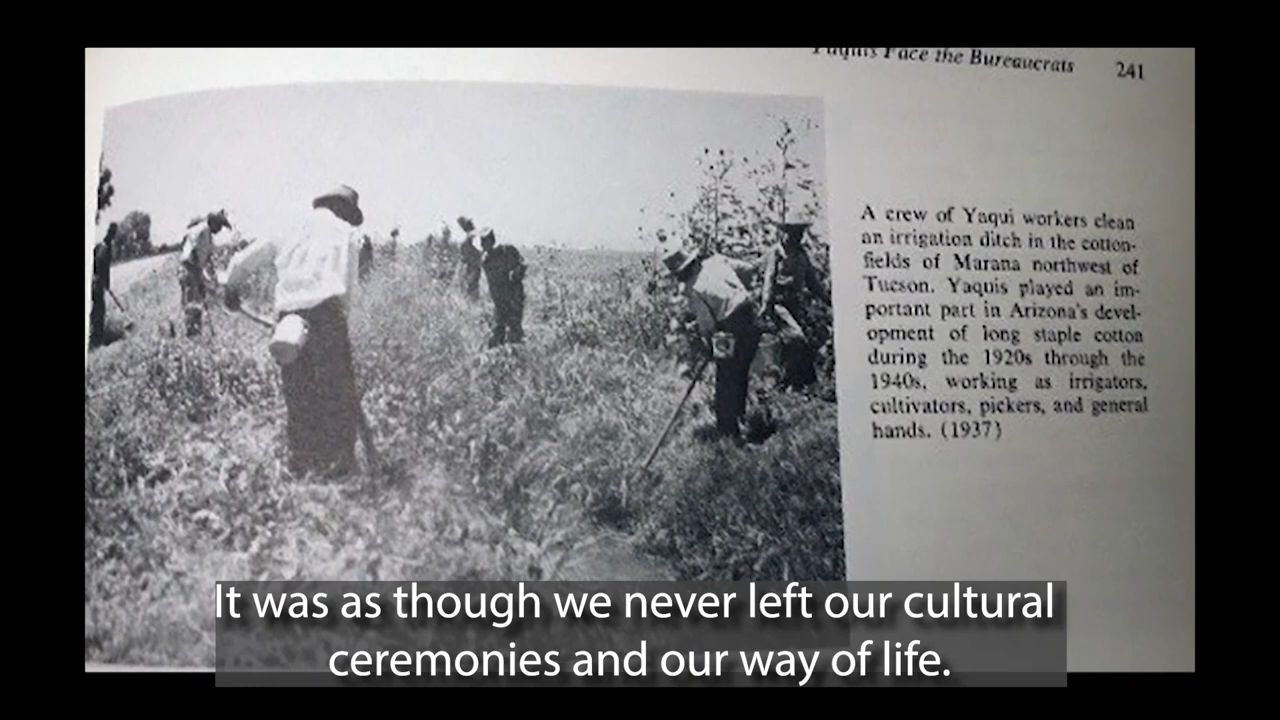 Yaquis Face the Bureaucrats 241
A crew of Yaqui workers clean
an irrigation ditch in the cotton-
fields of Marana northwest of
Tucson. Yaquis played an im-
portant part in Arizona's devel-
opment of long staple cotton
during the 1920s through the
1940s, working as irrigators,
cultivators, pickers, and general
hands. (1937)
It was as though we never left our cultural
ceremonies and our way of life.